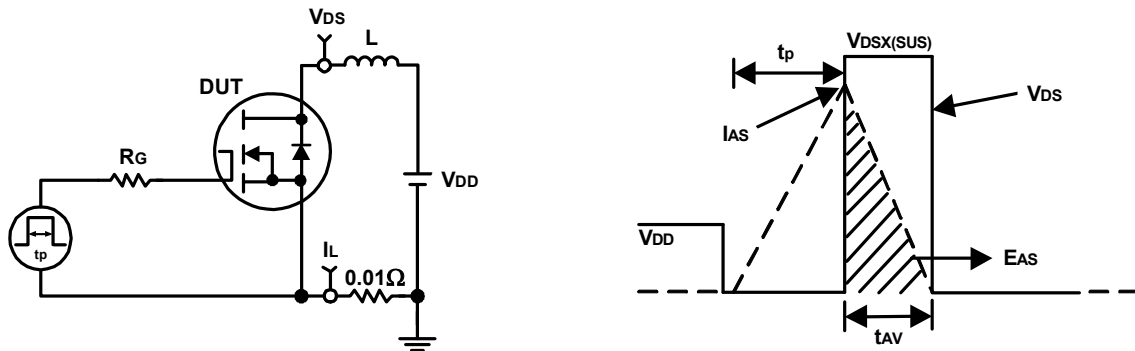 VDS
L
DUT
RG
VDD
tp
IL
0.01Ω
tp
VDSX(SUS)
VDS
IAS
VDD
EAS
tAV